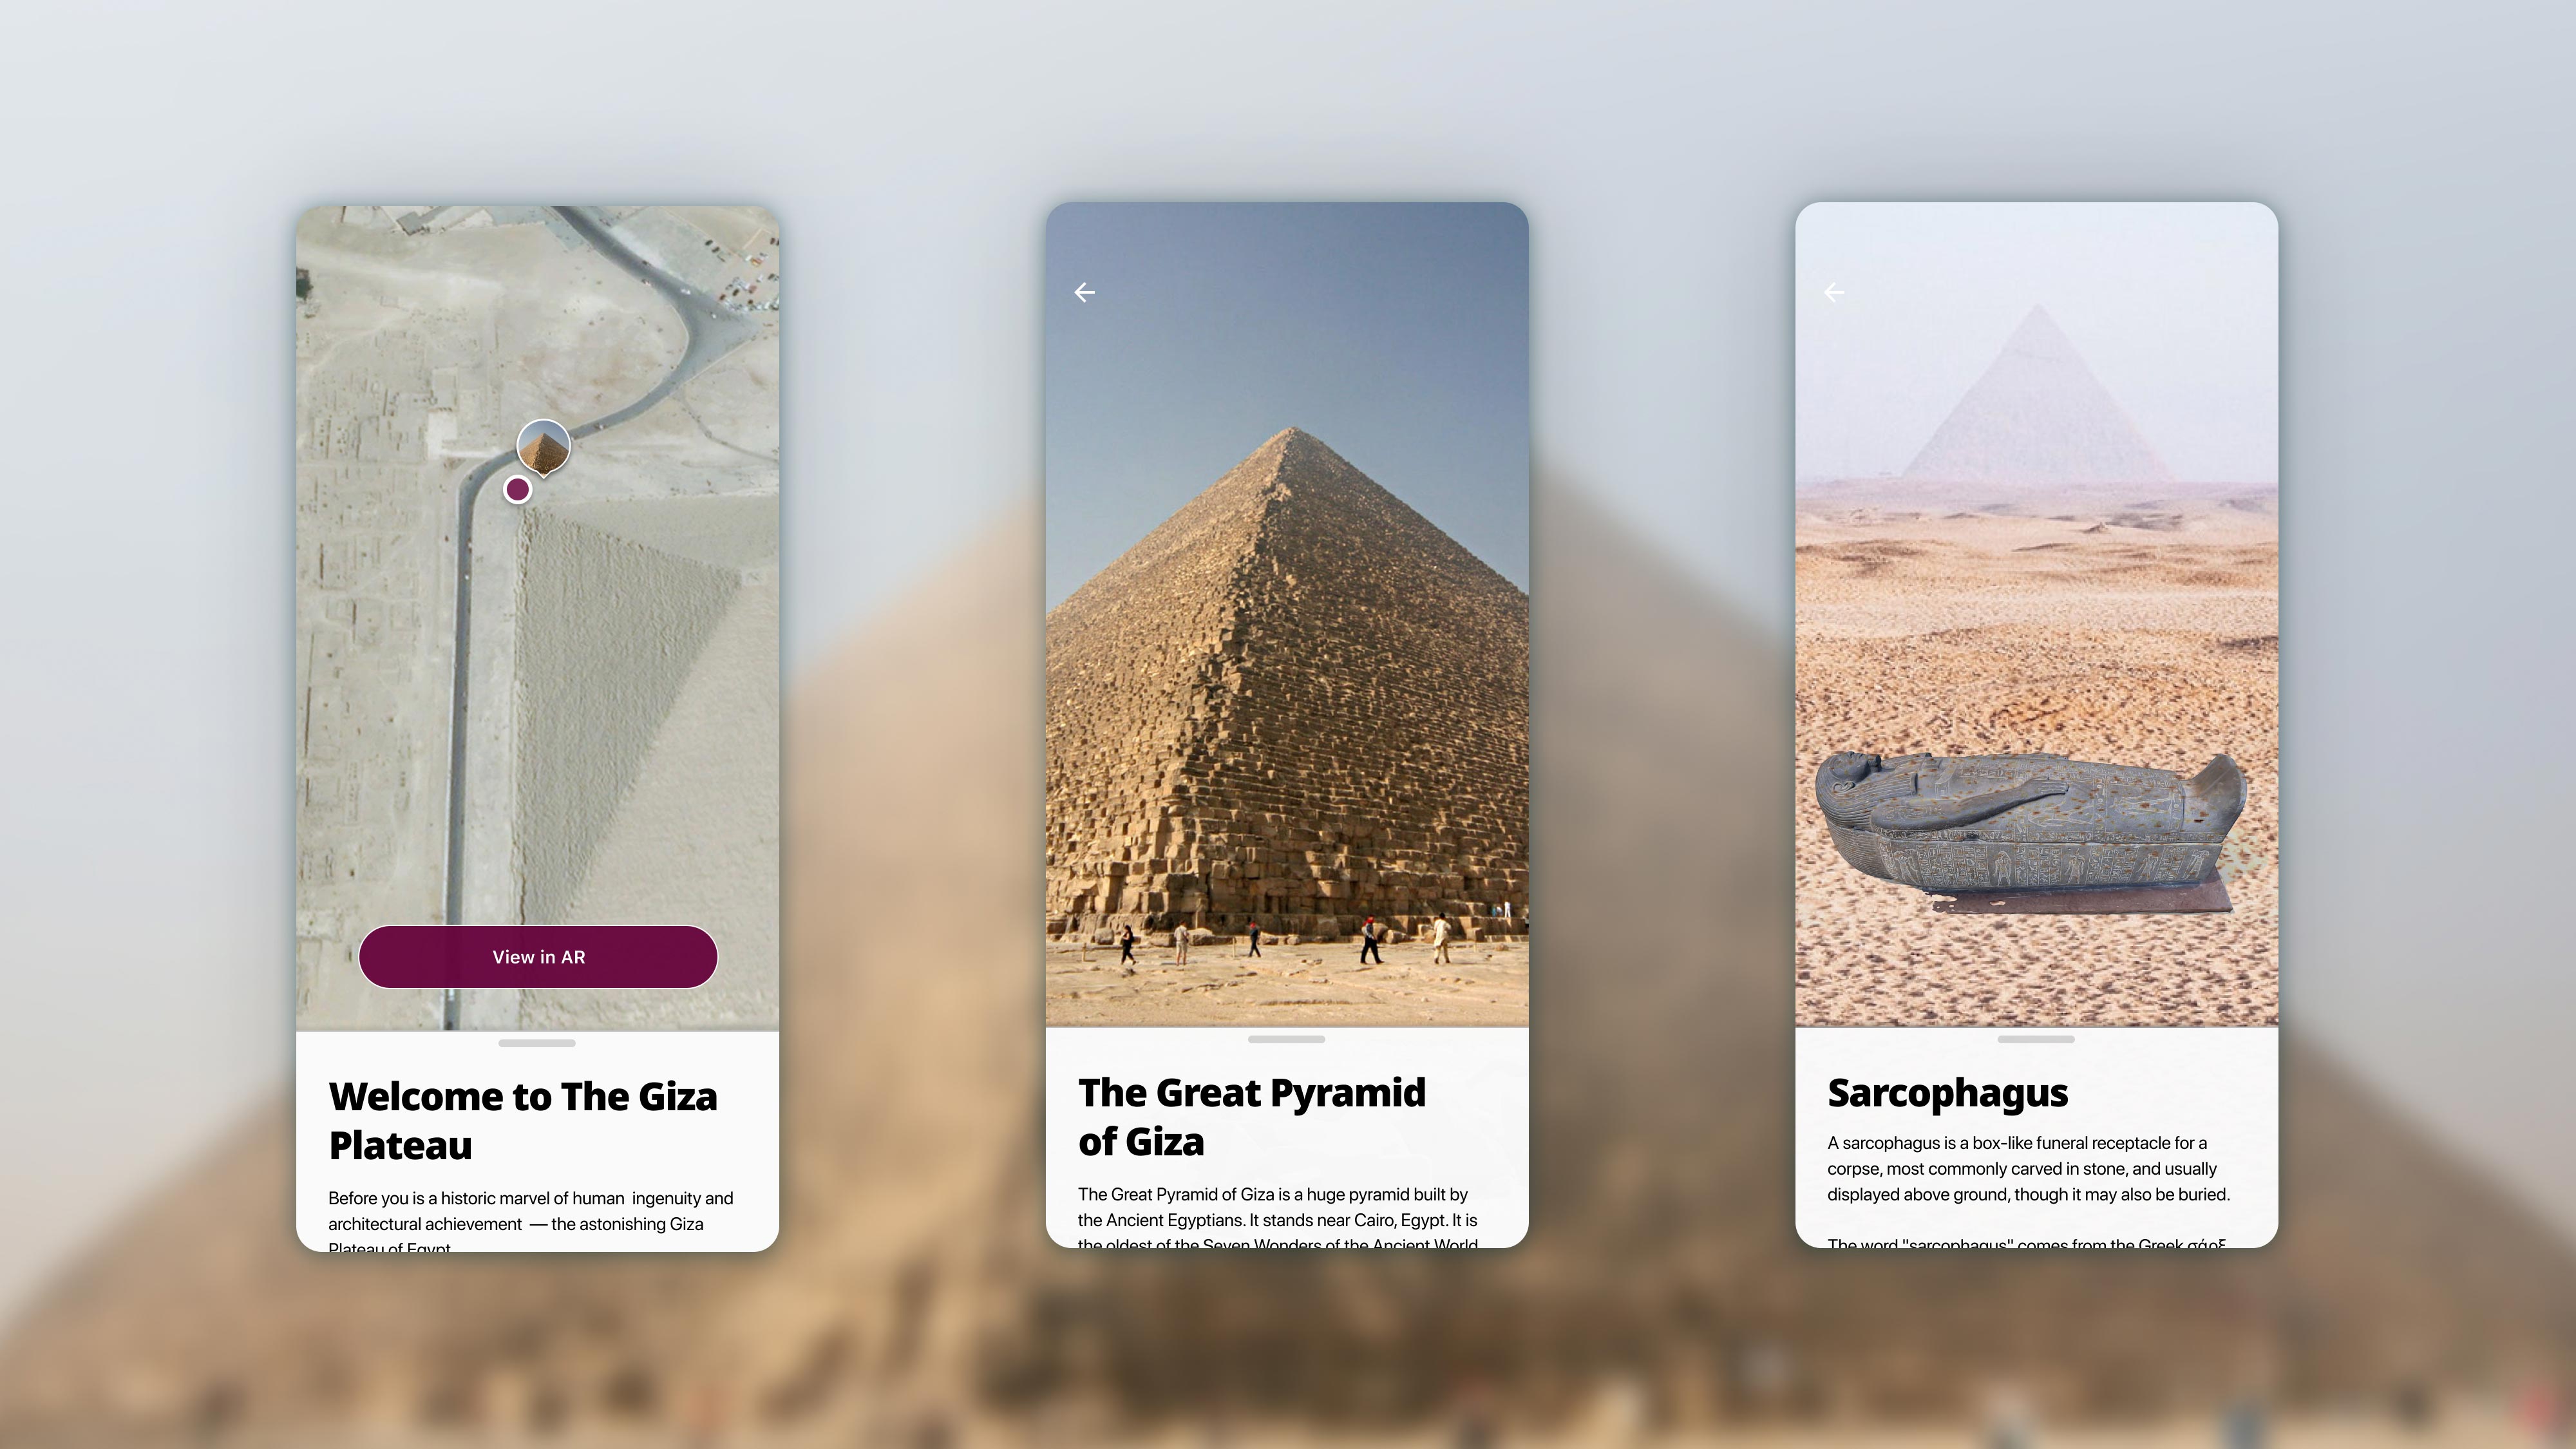 View in AR
Welcome to The Giza
Plateau
Before you is a historic marvel of human  ingenuity and
architectural achievement  — the astonishing Giza
Plateau of Egypt
The Great Pyramid
of Giza
The Great Pyramid of Giza is a huge pyramid built by
the Ancient Egyptians. It stands near Cairo, Egypt. It is
the oldest of the Seven Wonders of the Ancient World
Sarcophagus
A sarcophagus is a box-like funeral receptacle for a
corpse, most commonly carved in stone, and usually
displayed above ground, though it may also be buried.
The word "sarcophagus" comes from the Greek σάρξ